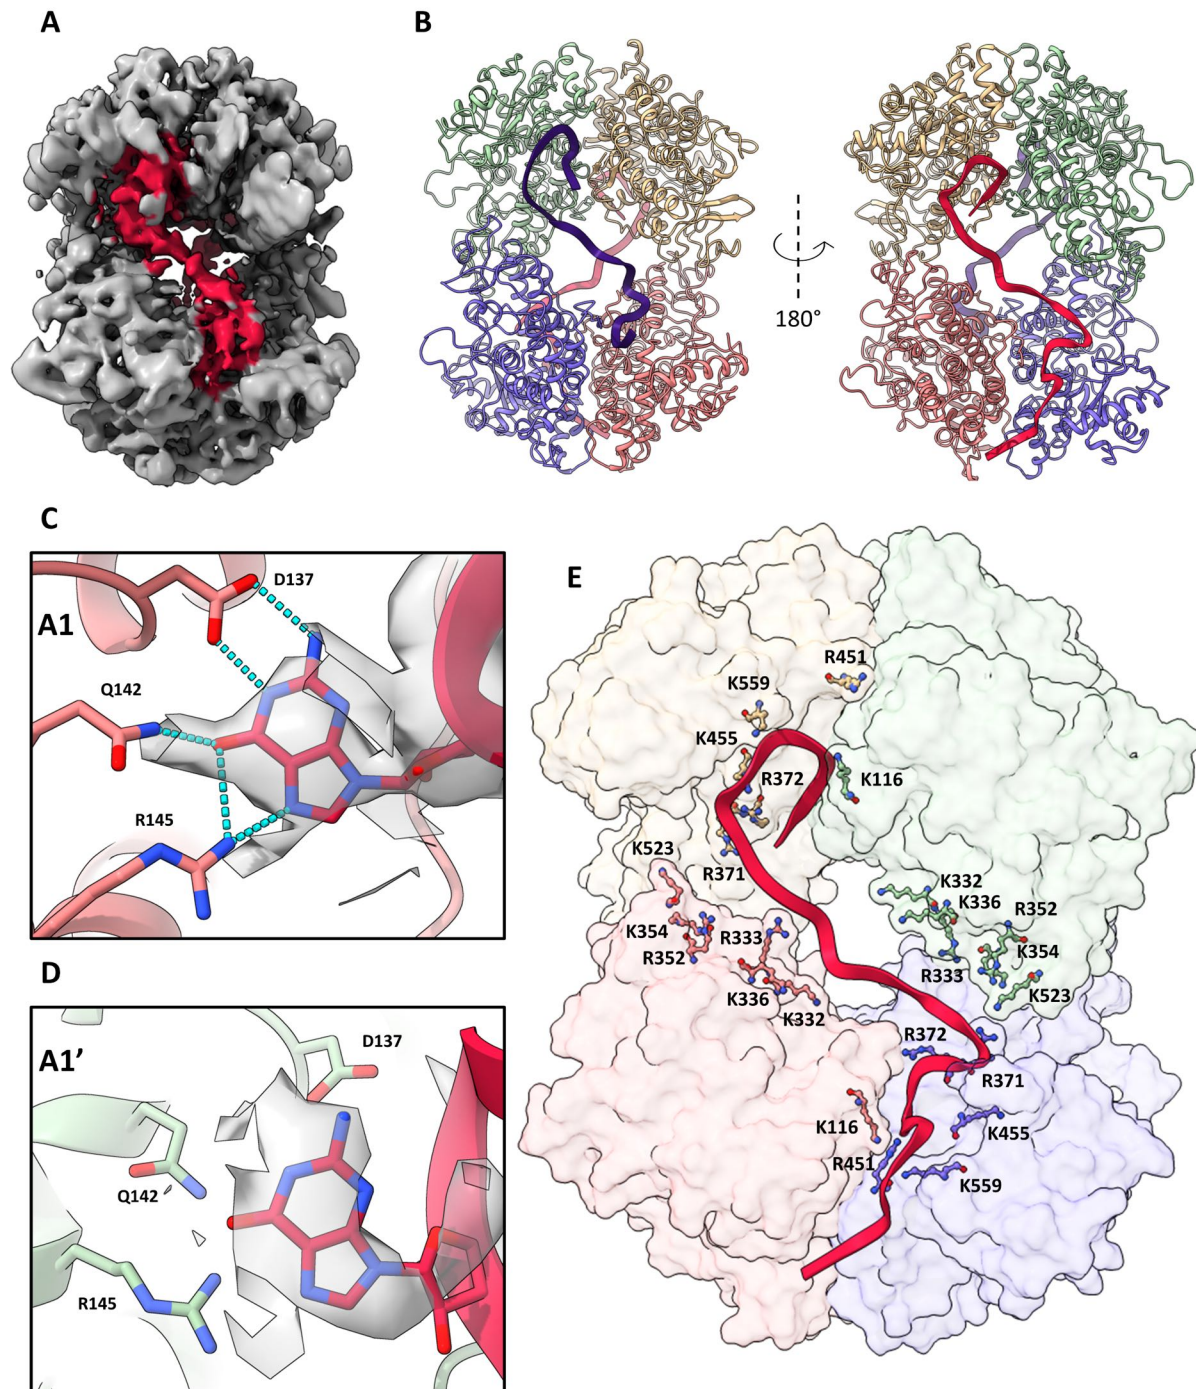 A
B
180°
C
A1
D137
Q142
R145
D
A1’
D137
Q142
R145
E
R451
K559
K455
R372
K116
R371
K523
K332
K336
R352
K354
R333
K354
R352
R333
K523
K336
K332
R372
R371
K116
K455
R451
K559